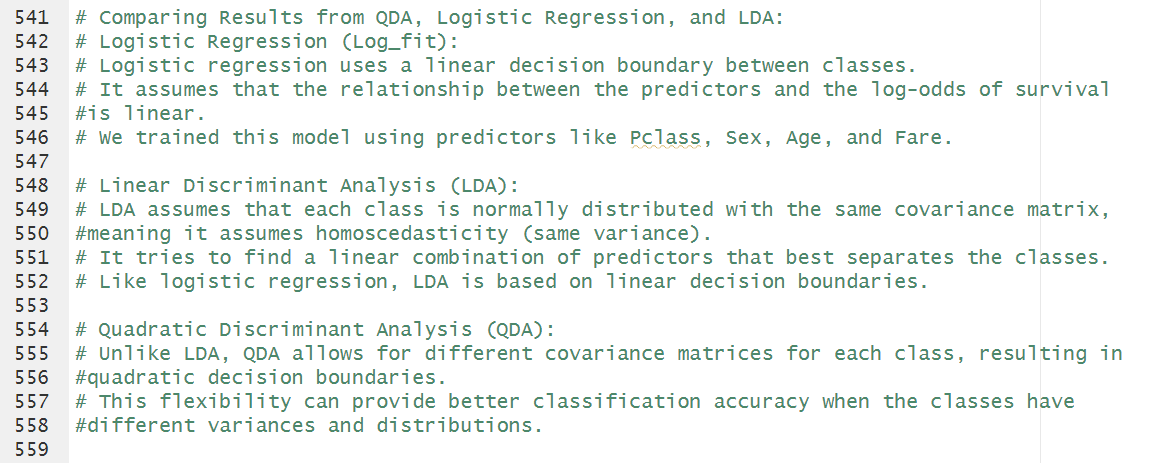 541 # Comparing Results from QDA, Logistic Regression, and LDA:
542 # Logistic Regression (Log_fit):
543 # Logistic regression uses a linear decision boundary between classes.
544 # It assumes that the relationship between the predictors and the log-odds of survival
545 #is linear.
546 # We trained this model using predictors like Pclass, Sex, Age, and Fare.
547
548 # Linear Discriminant Analysis (LDA):
549 # LDA assumes that each class is normally distributed with the same covariance matrix,
550 #meaning it assumes homoscedasticity (same variance).
551 # It tries to find a linear combination of predictors that best separates the classes.
552 # Like logistic regression, LDA is based on linear decision boundaries.
553
554 # Quadratic Discriminant Analysis (QDA):
555 # Unlike LDA, QDA allows for different covariance matrices for each class, resulting in
556 #quadratic decision boundaries.
557 # This flexibility can provide better classification accuracy when the classes have
558 #different variances and distributions.
559